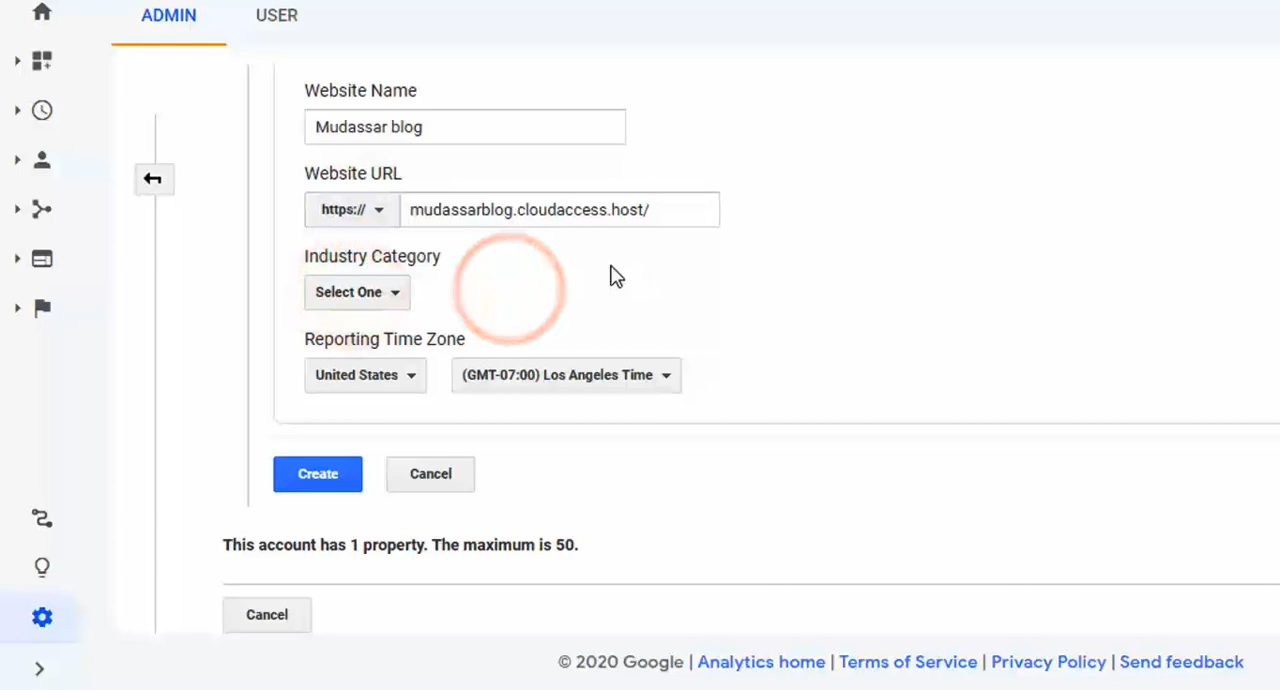 ADMIN USER
Website Name
Mudassar blog
Website URL
https:// mudassarblog.cloudaccess.host/
Industry Category
Select One
Reporting Time Zone
United States (GMT-07:00) Los Angeles Time
Create Cancel
This account has 1 property. The maximum is 50.
Cancel
© 2020 Google | Analytics home | Terms of Service | Privacy Policy | Send feedback